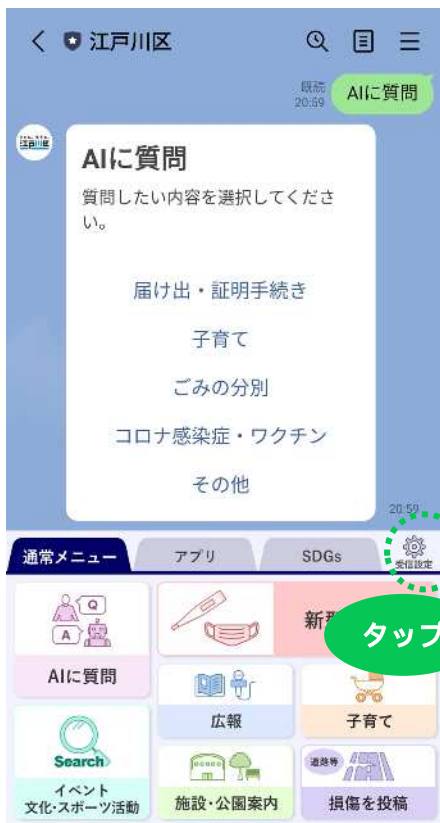 江戸川区
既読
20:59
AIに質問
江戸川区
AIに質問
質問したい内容を選択してくださ
い。
届け出・証明手続き
子育て
ごみの分別
コロナ感染症・ワクチン
その他
20:59
通常メニュー
アプリ
SDGs
受信設定
タップ
Q
A
AIに質問
新型
広報
子育て
Search
イベント
文化・スポーツ活動
施設・公園案内
道路等
損傷を投稿